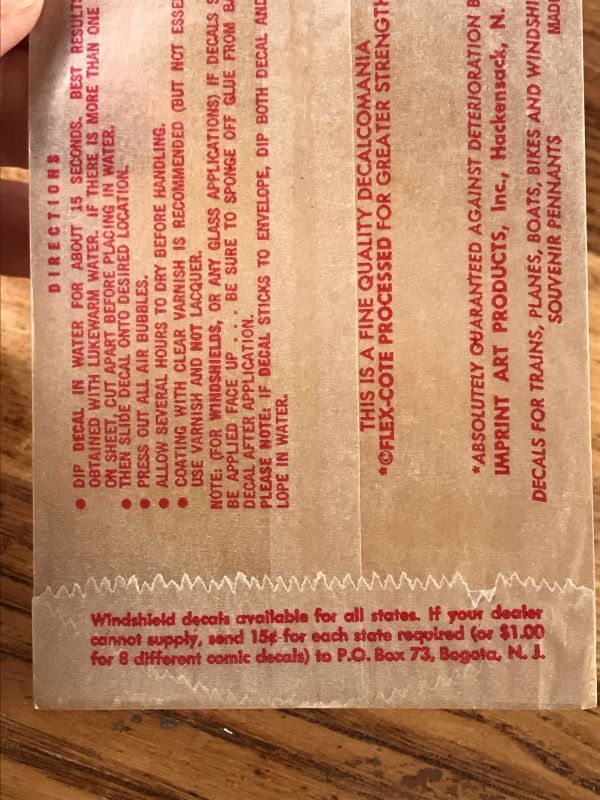 DIRECTIONS
● DIP DECAL IN WATER FOR ABOUT 15 SECONDS. BEST RESULTS
OBTAINED WITH LUKEWARM WATER. IF THERE IS MORE THAN ONE
ON SHEET, CUT APART BEFORE PLACING IN WATER.
● THEN SLIDE DECAL ONTO DESIRED LOCATION.
● PRESS OUT ALL AIR BUBBLES.
● ALLOW SEVERAL HOURS TO DRY BEFORE HANDLING.
● COATING WITH CLEAR VARNISH IS RECOMMENDED (BUT NOT
USE VARNISH AND NOT LACQUER.
NOTE: (FOR WINDSHIELDS, OR ANY GLASS APPLICATIONS) IF DECALS
BE APPLIED FACE UP . . . BE SURE TO SPONGE OFF GLUE FROM
DECAL AFTER APPLICATION.
PLEASE NOTE: IF DECAL STICKS TO ENVELOPE, DIP BOTH DECAL AND
LOPE IN WATER.
THIS IS A FINE QUALITY DECALCOMANIA
*©FLEX-COTE PROCESSED FOR GREATER STRENGTH
*ABSOLUTELY GUARANTEED AGAINST DETERIORATION
IMPRINT ART PRODUCTS, Inc., Hackensack, N.
DECALS FOR TRAINS, PLANES, BOATS, BIKES AND
SOUVENIR PENNANTS
Windshield decals available for all states. If your dealer
cannot supply, send 15¢ for each state required (or $1.00
for 8 different comic decals) to P.O. Box 73, Bogota, N. J.